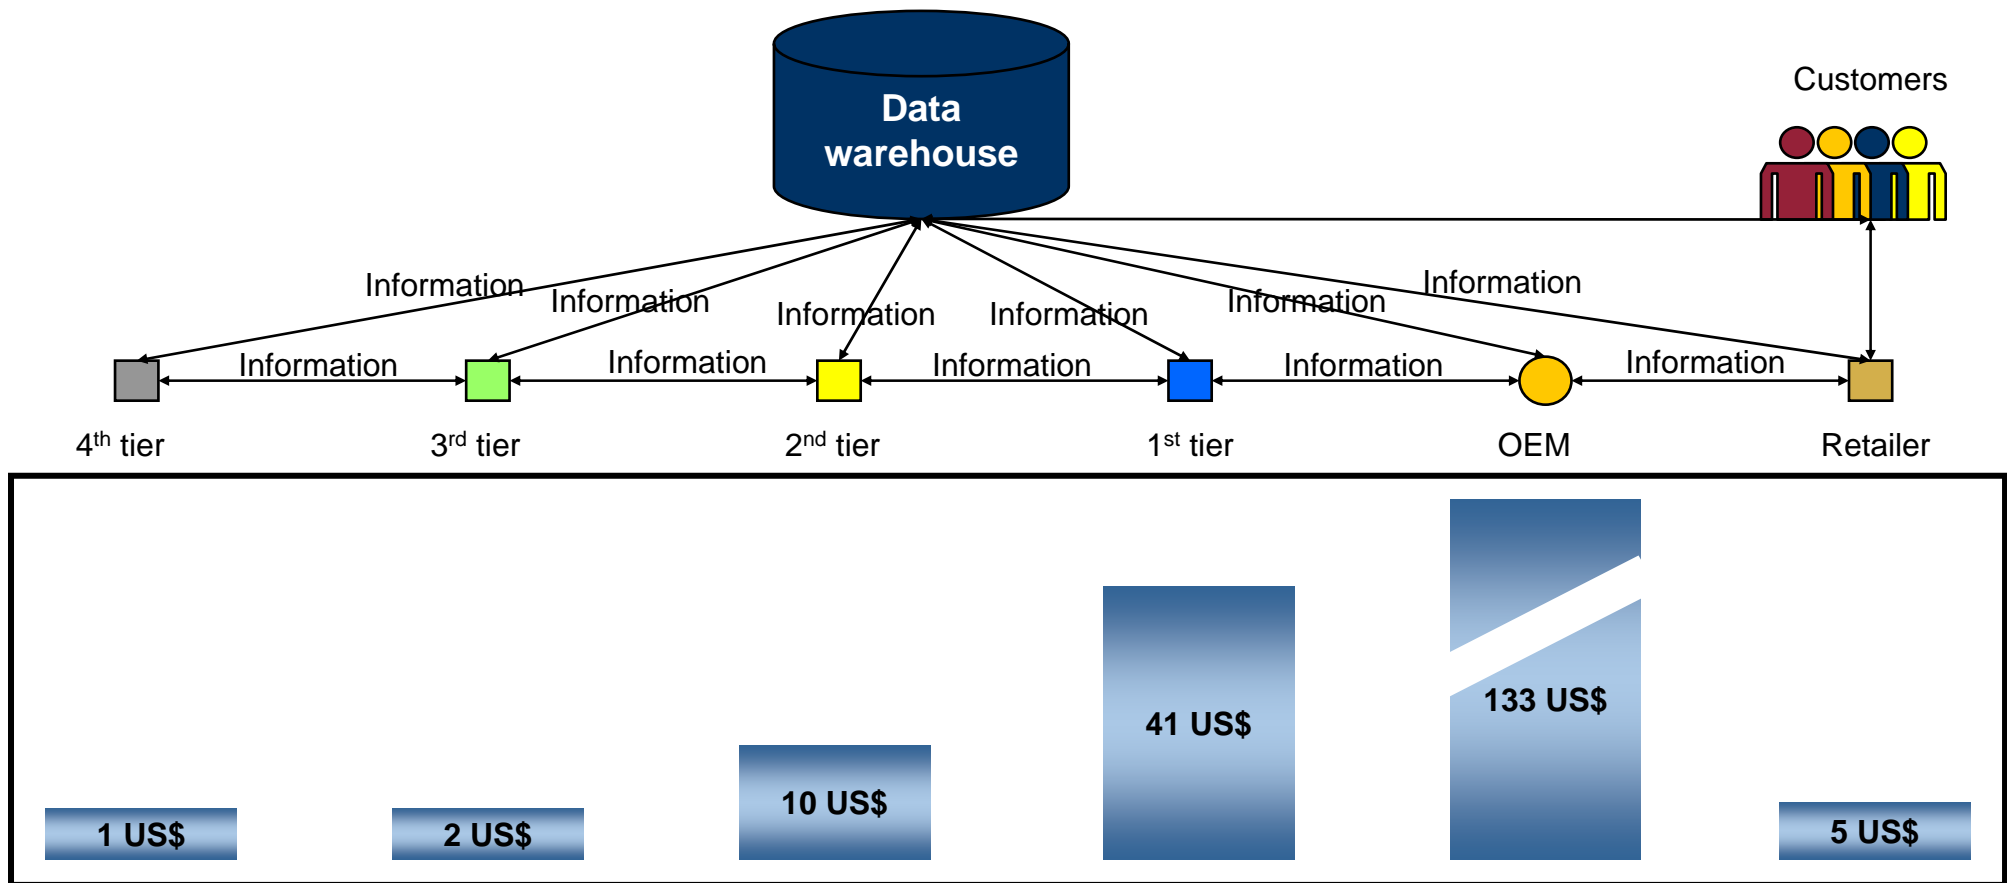 Data
warehouse
Customers
Information
Information
Information
Information
Information
Information
Information
Information
Information
Information
Information
4th tier
3rd tier
2nd tier
1st tier
OEM
Retailer
1 US$
2 US$
10 US$
41 US$
133 US$
5 US$